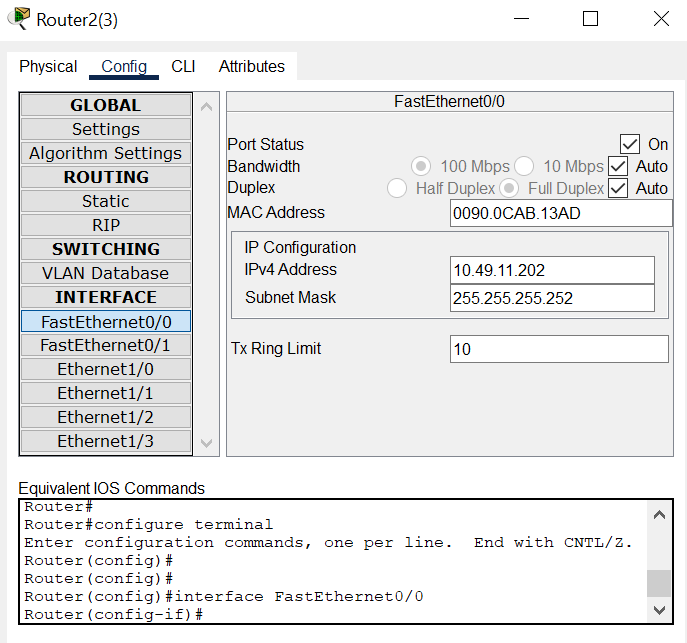 Router2(3)
Physical Config CLI Attributes
GLOBAL
Settings
Algorithm Settings
ROUTING
Static
RIP
SWITCHING
VLAN Database
INTERFACE
FastEthernet0/0
FastEthernet0/1
Ethernet1/0
Ethernet1/1
Ethernet1/2
Ethernet1/3
FastEthernet0/0
Port Status On
Bandwidth 100 Mbps 10 Mbps Auto
Duplex Half Duplex Full Duplex Auto
MAC Address 0090.0CAB.13AD
IP Configuration
IPv4 Address 10.49.11.202
Subnet Mask 255.255.255.252
Tx Ring Limit 10
Equivalent IOS Commands
Router#
Router#configure terminal
Enter configuration commands, one per line.  End with CNTL/Z.
Router(config)#
Router(config)#
Router(config)#interface FastEthernet0/0
Router(config-if)#